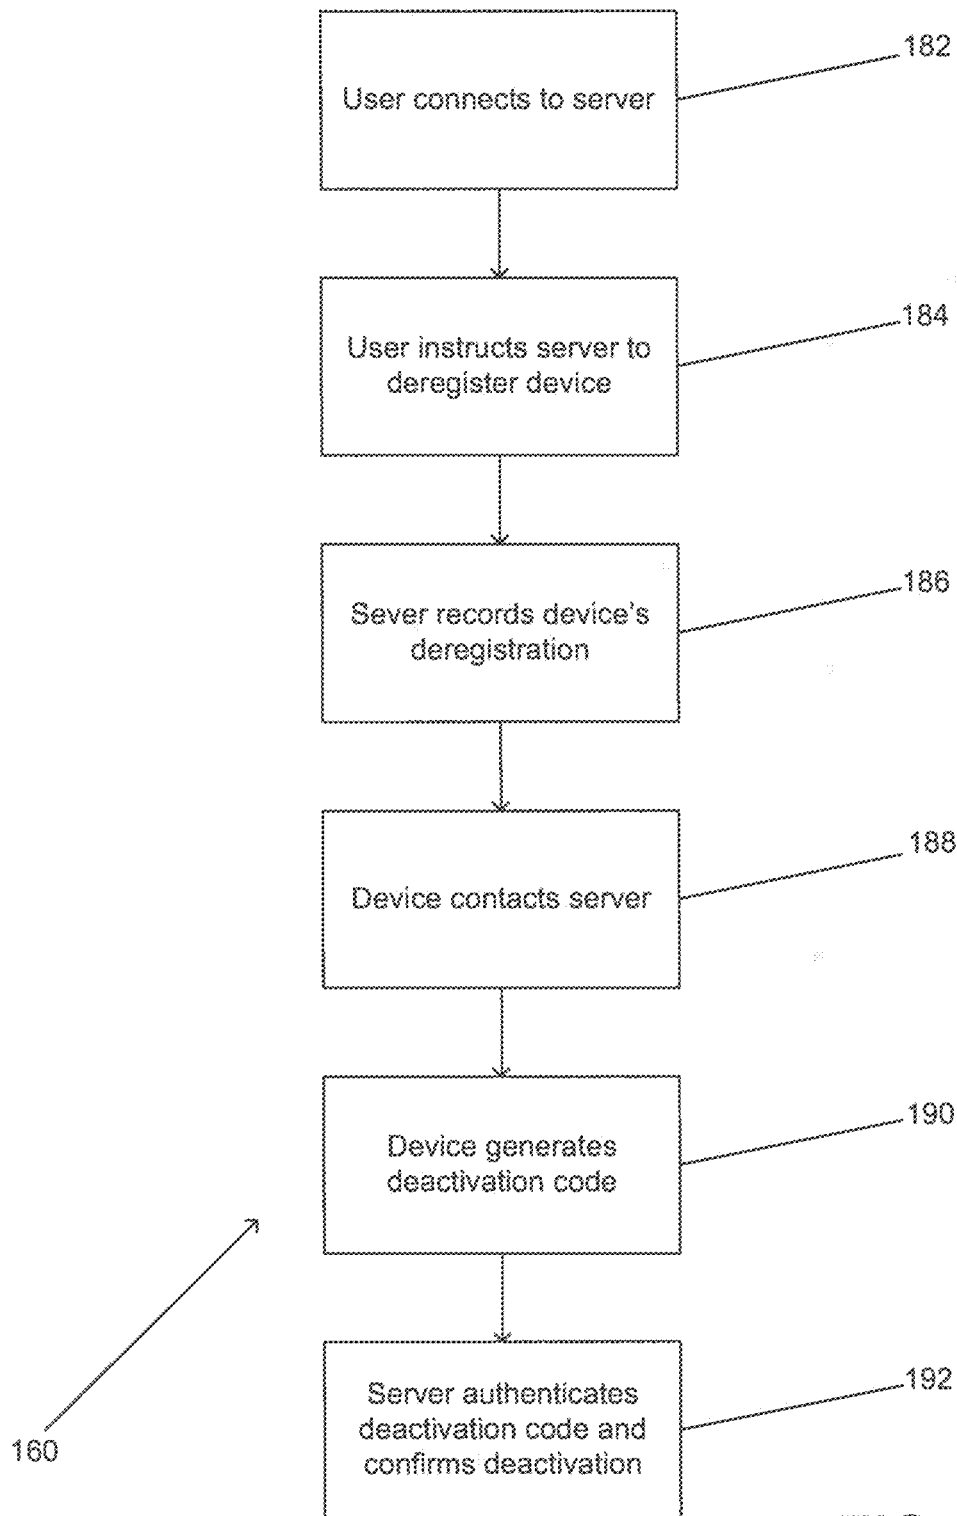 User connects to server
182
User instructs server to
deregister device
184
Sever records device's
deregistration
186
Device contacts server
188
Device generates
deactivation code
190
Server authenticates
deactivation code and
confirms deactivation
192
160